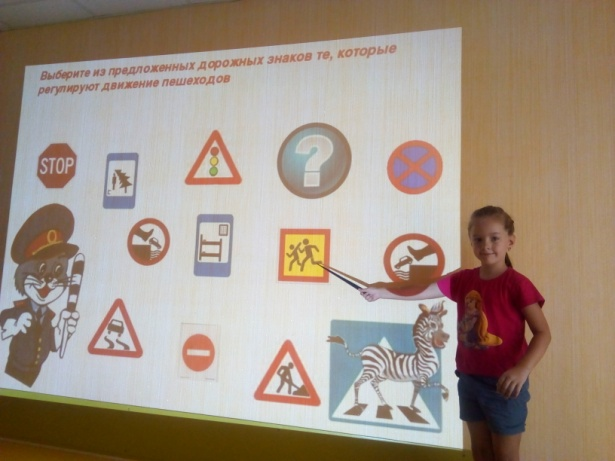 Выберите из предложенных дорожных знаков те, которые
регулируют движение пешеходов
STOP
?